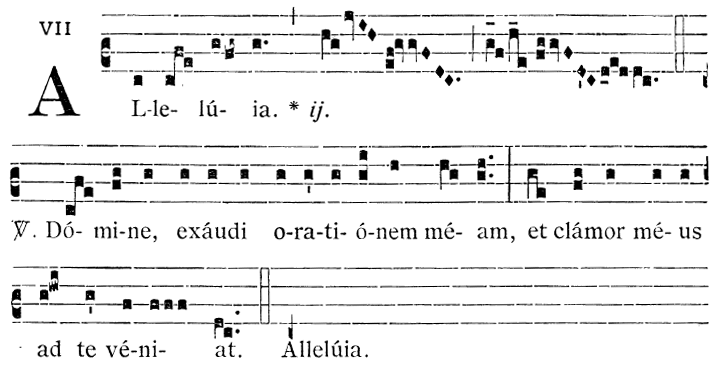 VII
AL-le- lú- ia. * ij.
℣. Dó- mi-ne, exáudi o-ra-ti- ó-nem mé- am, et clámor mé- us
ad te vé-ni- at. Allelúia.